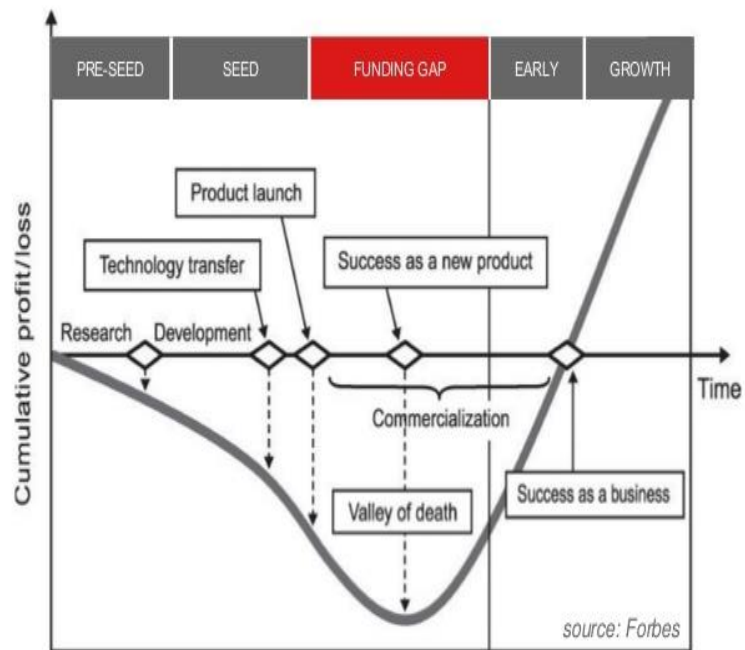 PRE-SEED
SEED
FUNDING GAP
EARLY
GROWTH
Product launch
Technology transfer
Success as a new product
Research
Development
Time
Commercialization
Valley of death
Success as a business
Cumulative profit/loss
source: Forbes